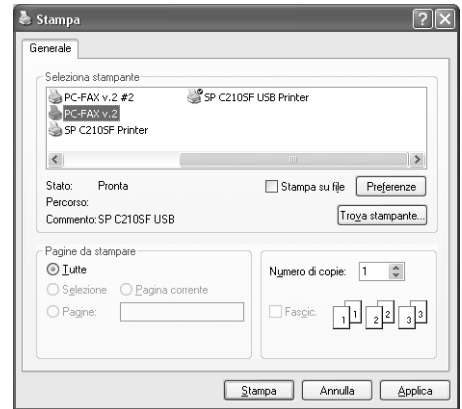 Stampa
Generale
Seleziona stampante
PC-FAX v.2 #2
SP C210SF USB Printer
PC-FAX v.2
SP C210SF Printer
Stato: Pronta
Stampa su file
Preferenze
Percorso:
Commento: SP C210SF USB
Trova stampante...
Pagine da stampare
Tutte
Numero di copie: 1
Selezione
Pagina corrente
Pagine:
Fascic.
1 1 2 2 3 3
Stampa
Annulla
Applica